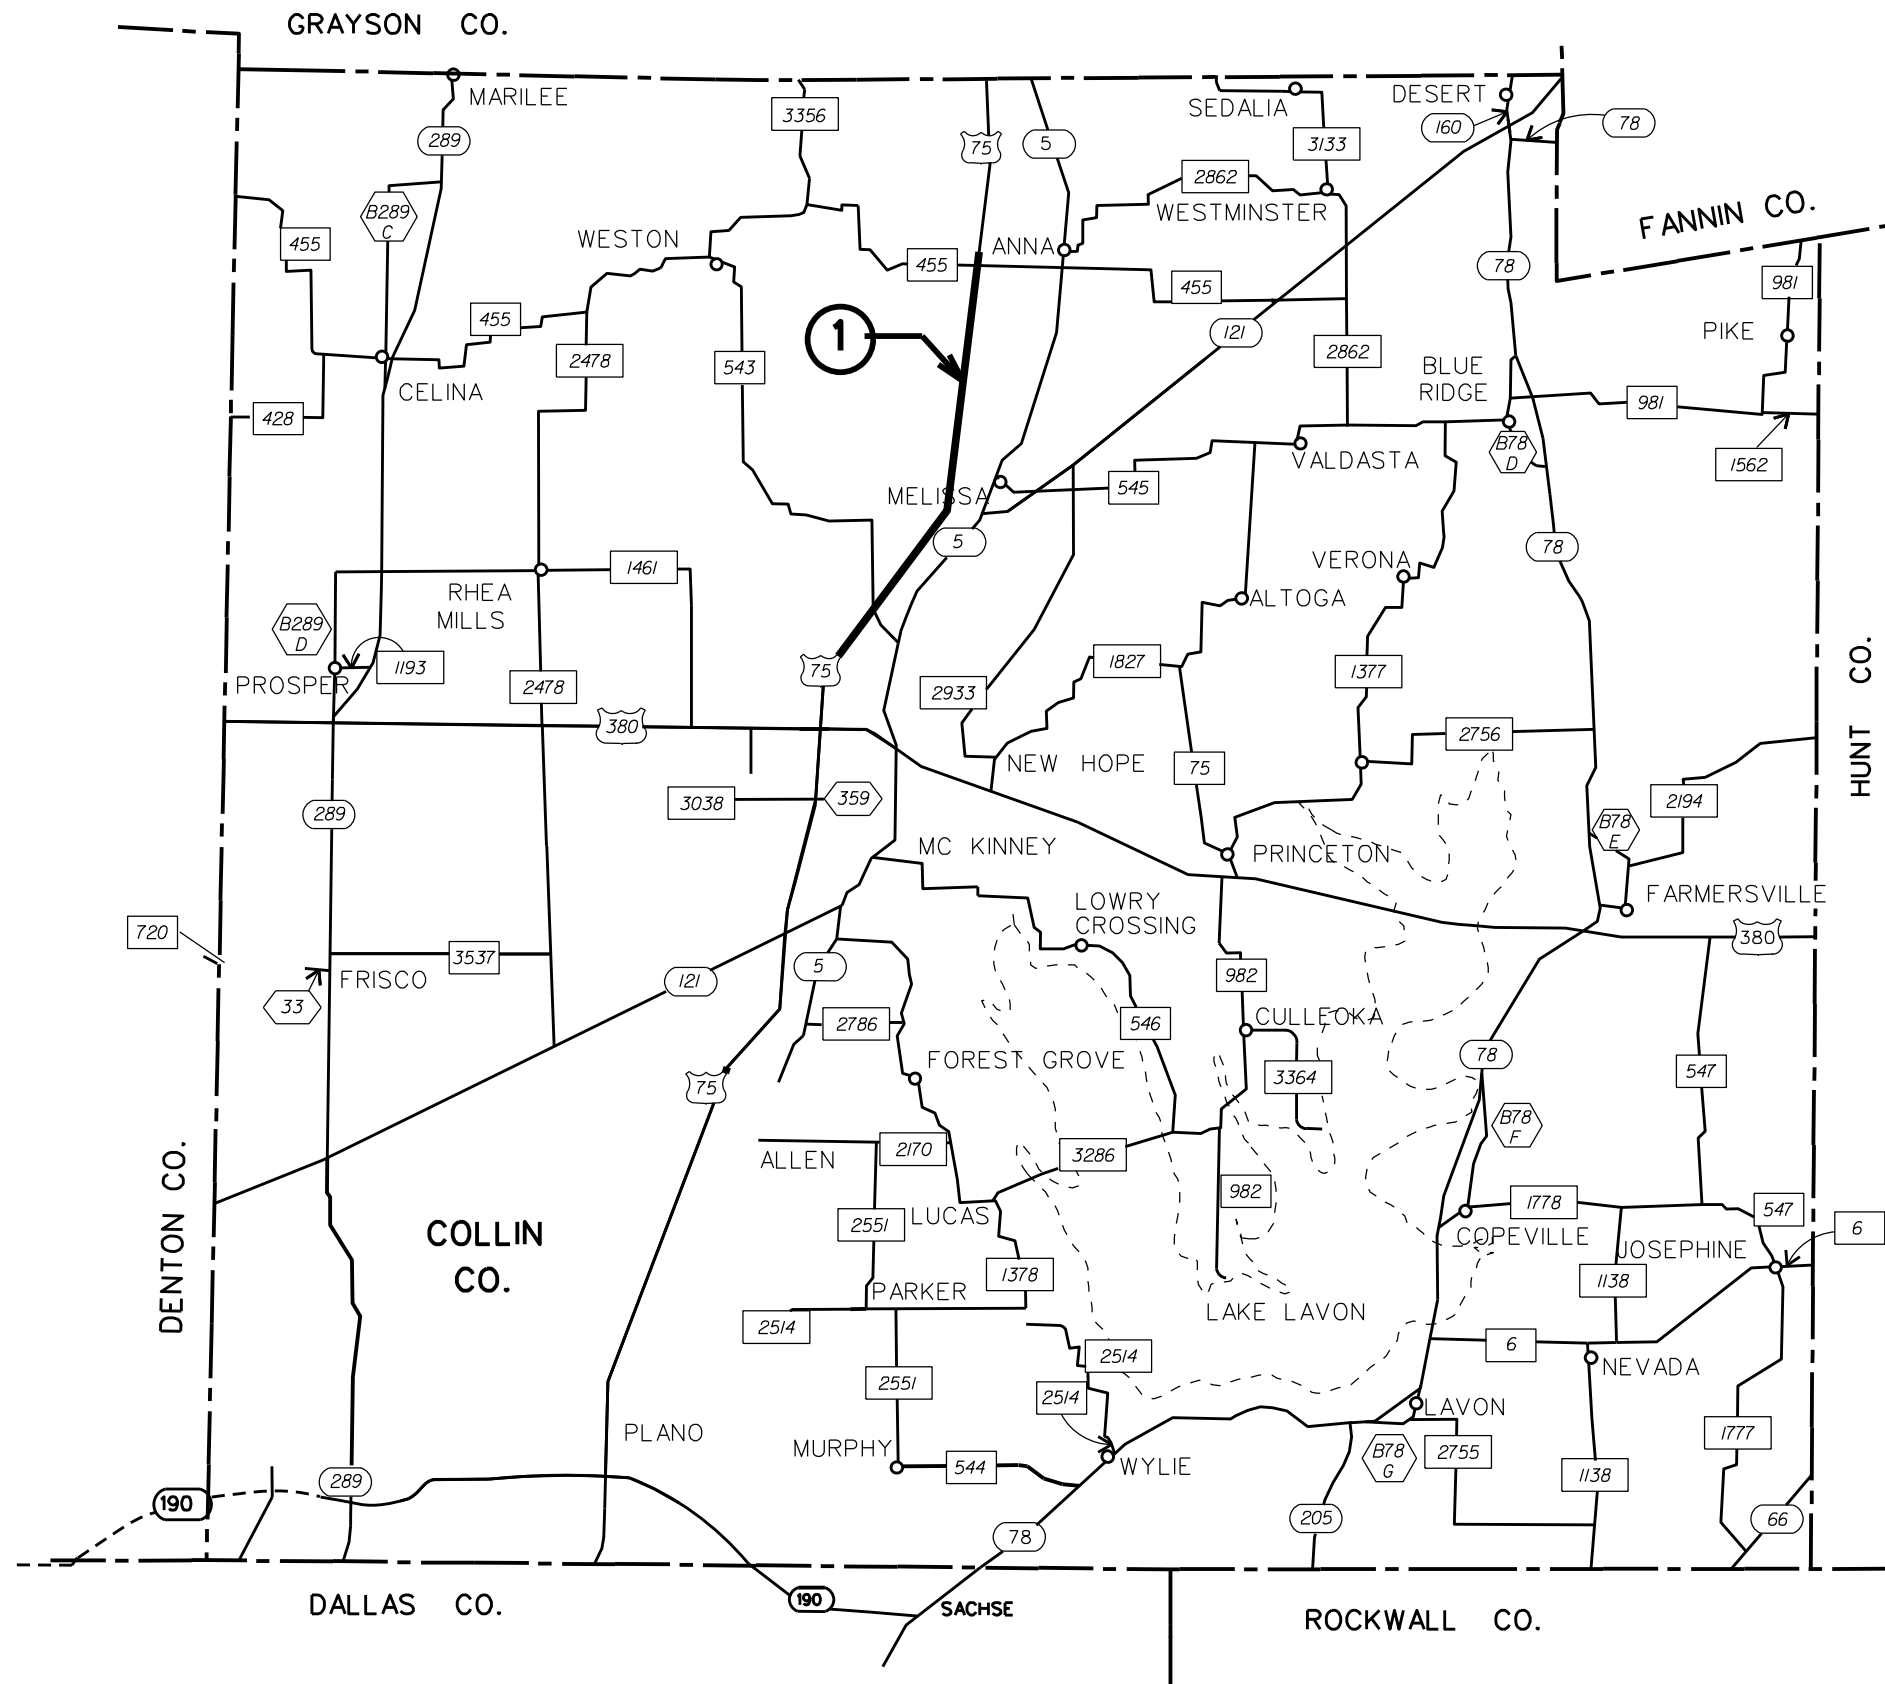 GRAYSON CO.
MARILEE
289
3356
75
5
SEDALIA
3133
DESERT
160
78
B289
C
455
WESTON
2862
WESTMINSTER
ANNA
455
455
78
FANNIN CO.
981
PIKE
455
1
121
2478
543
2862
BLUE
RIDGE
CELINA
428
981
B78
D
1562
VALDASTA
MELISSA
545
5
78
VERONA
1461
RHEA
MILLS
ALTOGA
B289
D
1193
PROSPER
2478
75
2933
1827
1377
HUNT CO.
380
2756
NEW HOPE
75
289
3038
359
2194
B78
E
MC KINNEY
PRINCETON
FARMERSVILLE
LOWRY
CROSSING
720
3537
FRISCO
33
121
5
982
380
2786
546
CULLEOKA
FOREST GROVE
78
75
3364
547
B78
F
ALLEN
2170
3286
DENTON CO.
982
1778
547
6
COLLIN
CO.
2551
LUCAS
COPEVILLE
JOSEPHINE
1378
1138
PARKER
LAKE LAVON
2514
2514
6
NEVADA
2551
2514
LAVON
PLANO
MURPHY
1777
544
WYLIE
B78
G
2755
1138
289
190
205
66
78
190
SACHSE
DALLAS CO.
ROCKWALL CO.